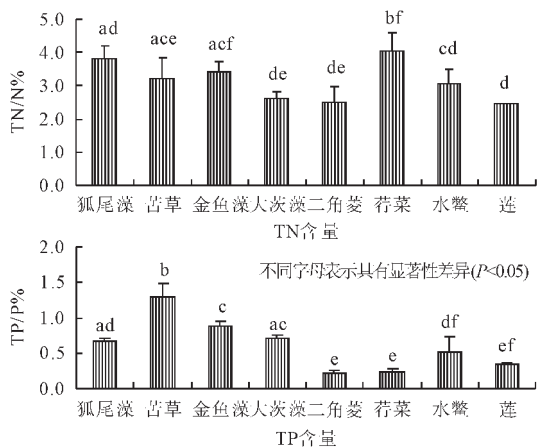 TN/N%
5.0
4.0
3.0
2.0
1.0
0.0
ad ace acf de de bf cd d
狐尾藻 苦草 金鱼藻 大茨藻 二角菱 荇菜 水鳖 莲
TN含量
TP/P%
2.0
1.5
1.0
0.5
0.0
不同字母表示具有显著性差异(P<0.05)
ad b c ac e e df ef
狐尾藻 苦草 金鱼藻 大茨藻 二角菱 荇菜 水鳖 莲
TP含量